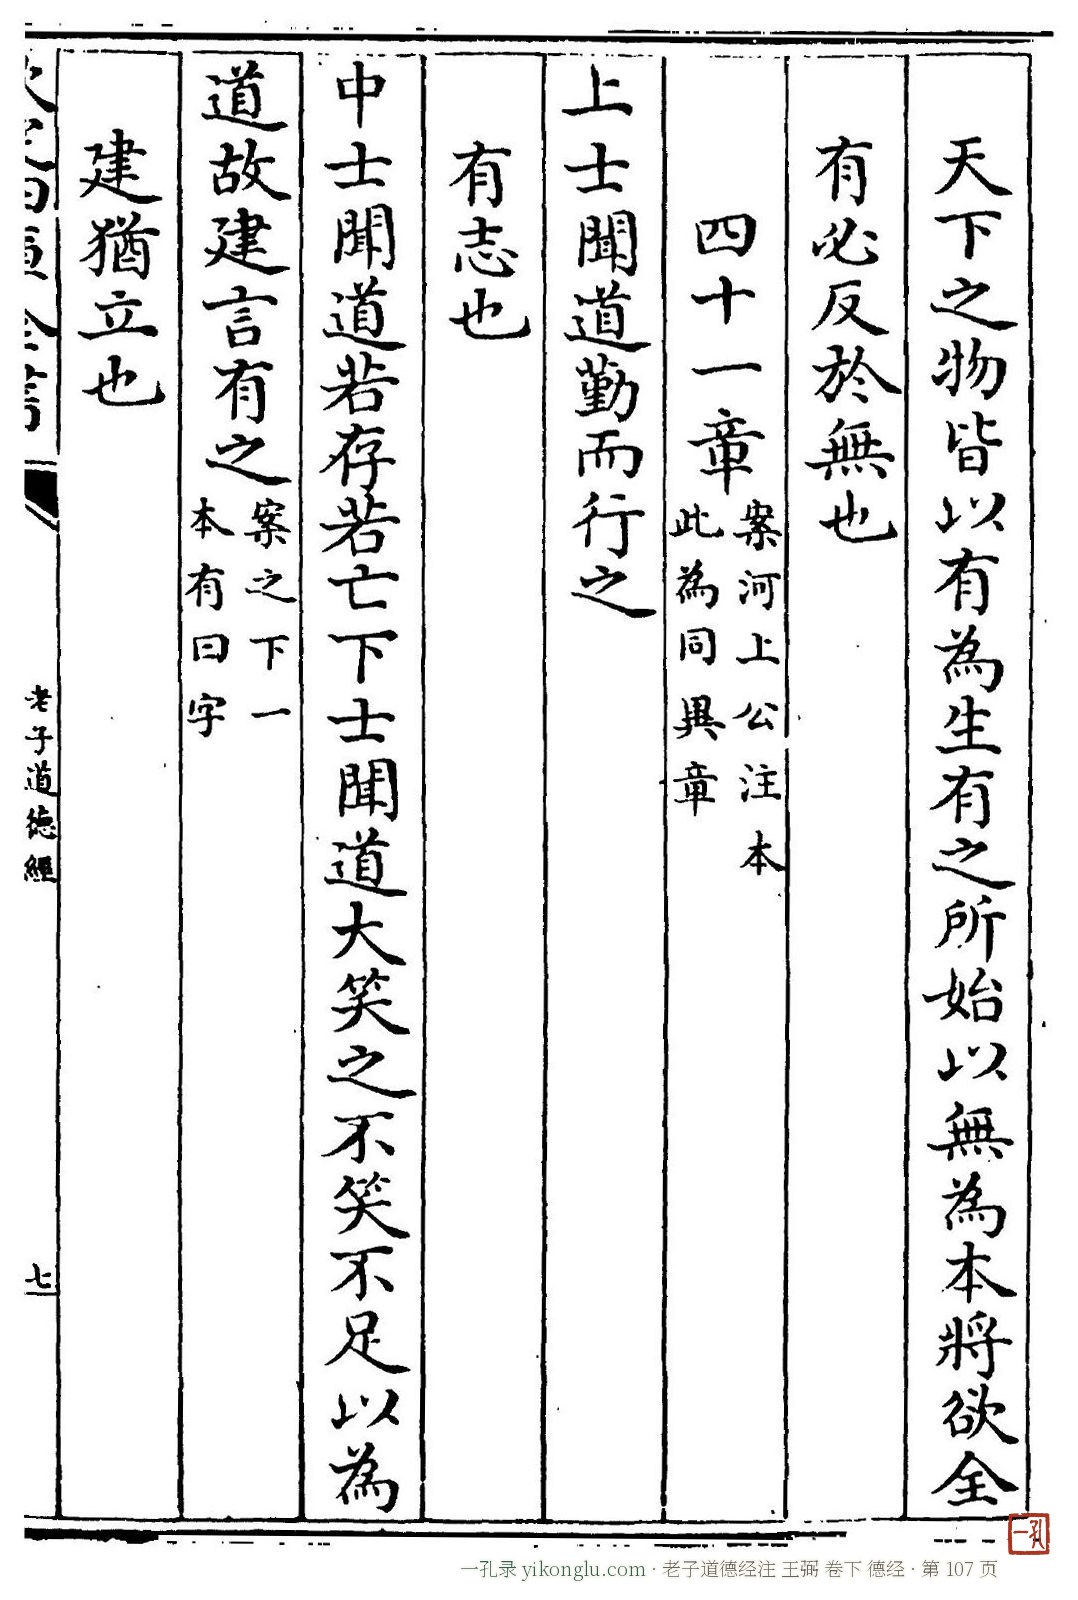 天下之物皆以有為生有之所始以無為本將欲全
有必反於無也
四十一章
案河上公注本
此為同異章
上士聞道勤而行之
有志也
中士聞道若存若亡下士聞道大笑之不笑不足以為
道故建言有之
案之下一
本有曰字
建猶立也
老子道德經
七
一孔
一孔录 yikonglu.com · 老子道德经注 王弼 卷下 德经 · 第 107 页